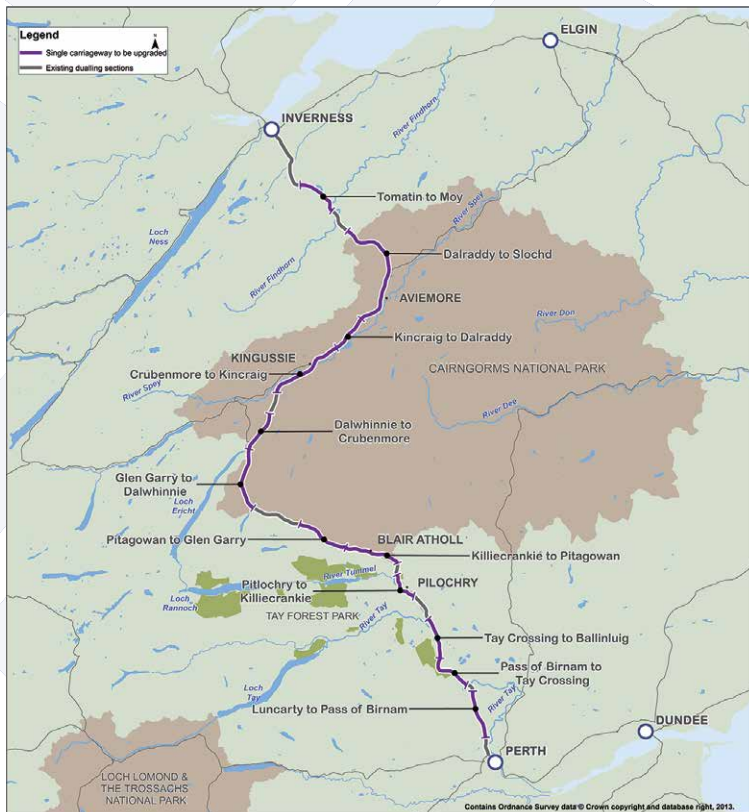 Legend
N
Single carriageway to be upgraded
Existing dualling sections
ELGIN
INVERNESS
River Findhorn
Tomatin to Moy
River Spey
Loch
Ness
Dalraddy to Slochd
River Findhorn
AVIEMORE
River Don
Kincraig to Dalraddy
KINGUSSIE
CAIRNGORMS NATIONAL PARK
Crubenmore to Kincraig
River Spey
River Dee
Dalwhinnie to
Crubenmore
Glen Garry to
Dalwhinnie
Loch
Ericht
Pitagowan to Glen Garry
BLAIR ATHOLL
Killiecrankie to Pitagowan
River Tummel
PILOCHRY
Pitlochry to
Killiecrankie
Loch
Rannoch
TAY FOREST PARK
River Tay
Tay Crossing to Ballinluig
Pass of Birnam to
Tay Crossing
Loch
Tay
River Tay
Luncarty to Pass of Birnam
DUNDEE
PERTH
LOCH LOMOND &
THE TROSSACHS
NATIONAL PARK
Contains Ordnance Survey data © Crown copyright and database right, 2013.